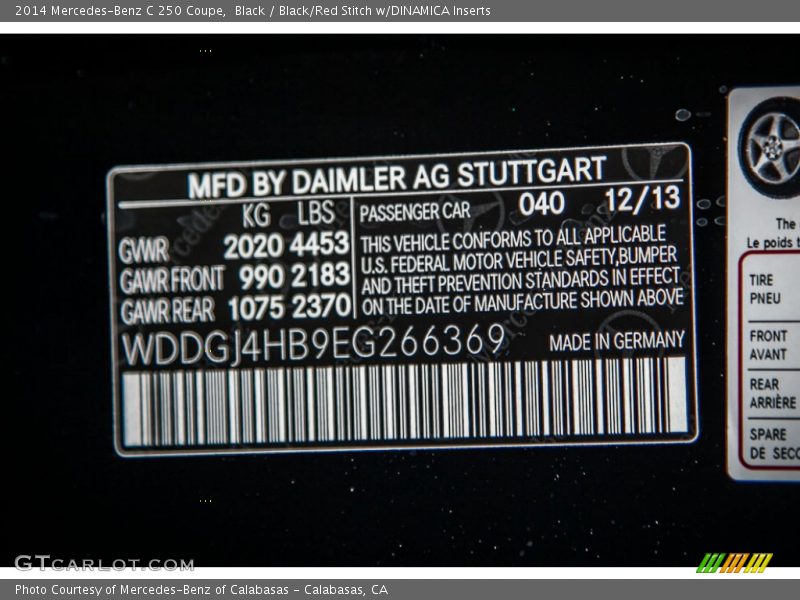 2014 Mercedes-Benz C 250 Coupe,  Black / Black/Red Stitch w/DINAMICA Inserts
MFD BY DAIMLER AG STUTTGART
KG LBS
GWR 2020 4453
GAWR FRONT 990 2183
GAWR REAR 1075 2370
PASSENGER CAR 040 12/13
THIS VEHICLE CONFORMS TO ALL APPLICABLE
U.S. FEDERAL MOTOR VEHICLE SAFETY,BUMPER
AND THEFT PREVENTION STANDARDS IN EFFECT
ON THE DATE OF MANUFACTURE SHOWN ABOVE
WDDGJ4HB9EG266369 MADE IN GERMANY
The
Le poids t
TIRE
PNEU
FRONT
AVANT
REAR
ARRIÈRE
SPARE
DE SECO
GTCARLOT.COM
Photo Courtesy of Mercedes-Benz of Calabasas - Calabasas, CA